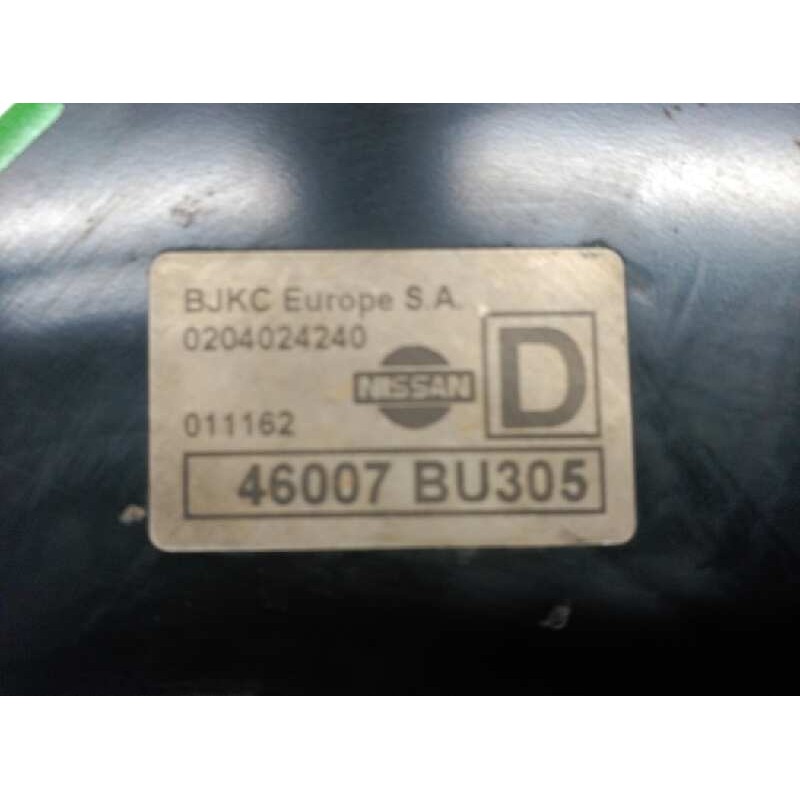 BJKC Europe S.A.
0204024240
NISSAN
D
011162
46007 BU305